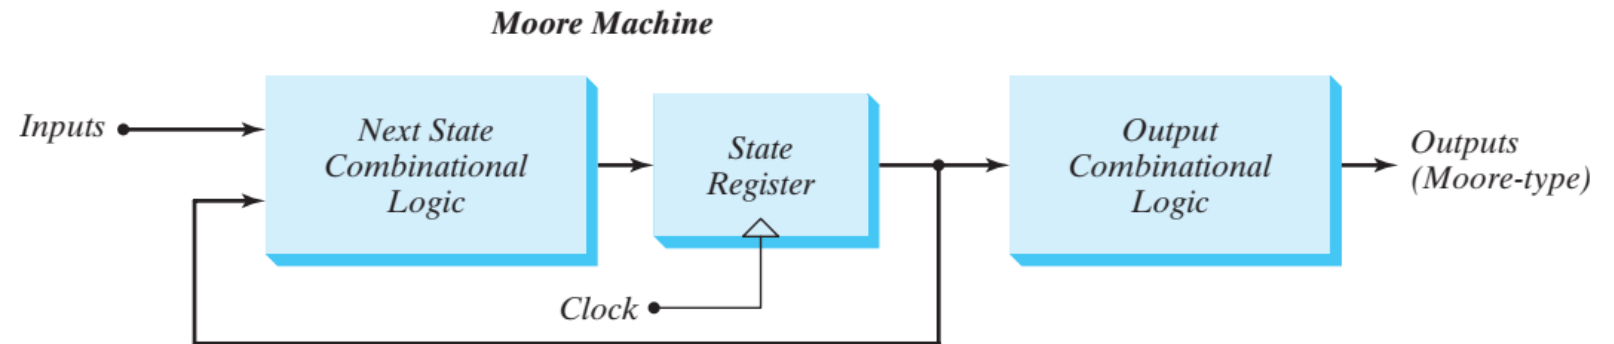 Moore Machine
Inputs
Next State
Combinational
Logic
State
Register
Output
Combinational
Logic
Outputs
(Moore-type)
Clock